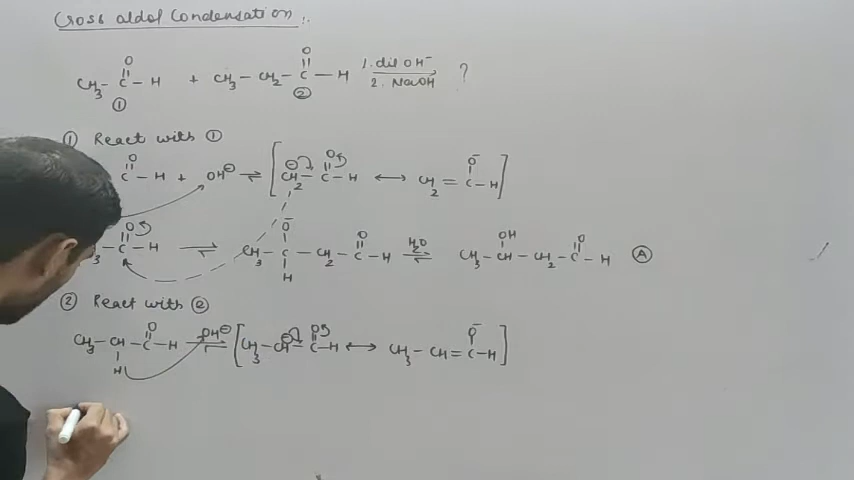 Cross aldol Condensation
O O
CH3 - C - H + CH3 - CH2 - C - H 1. dil OH- 2. NaOH ?
① ②
① React with ①
O O O-
C - H + OH⊖ ⇌ [ ⊖CH2 - C - H ↔ CH2 = C - H ]
O O- O OH O
3 - C - H ⇌ CH3 - C - CH2 - C - H H2O ⇌ CH3 - CH - CH2 - C - H Ⓐ
H
② React with ②
O O O-
CH3 - CH - C - H OH⊖ ⇌ [ CH3 - CH⊖ - C - H ↔ CH3 - CH = C - H ]
H